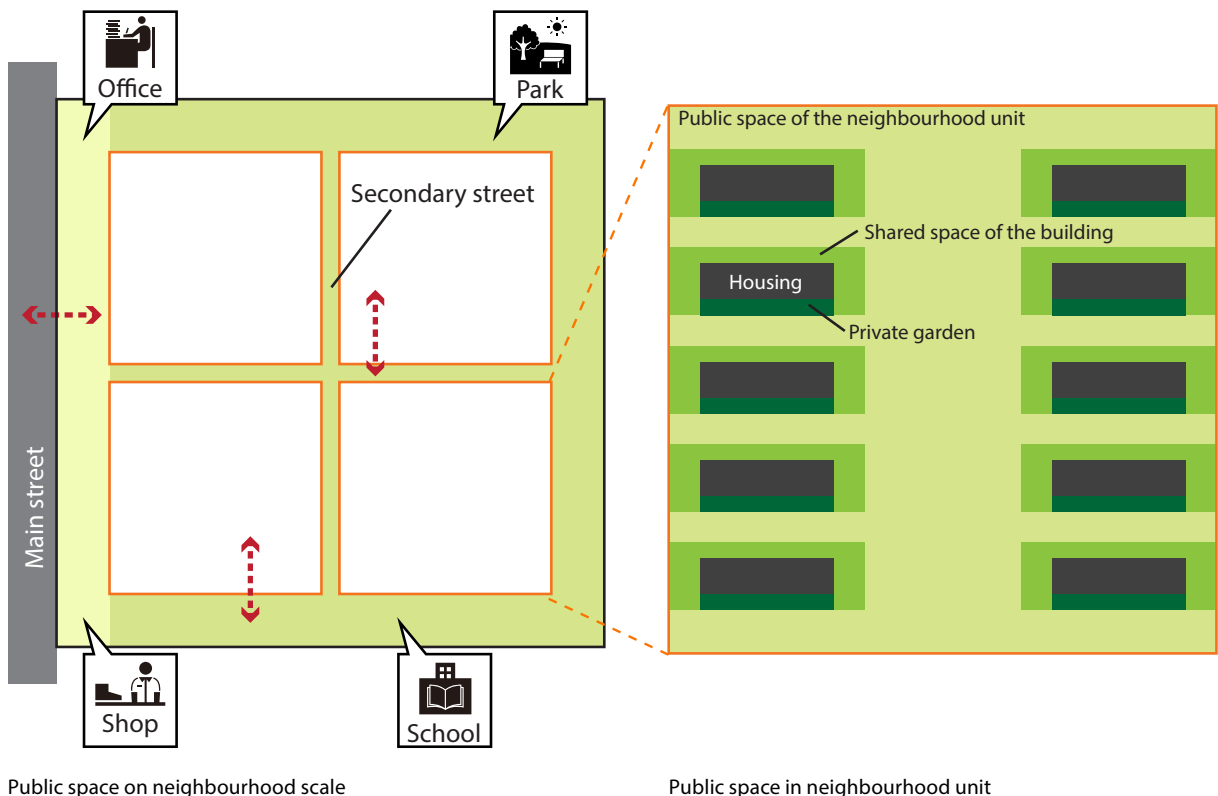 Office
Park
Public space of the neighbourhood unit
Secondary street
Shared space of the building
Housing
Private garden
Main street
Shop
School
Public space on neighbourhood scale
Public space in neighbourhood unit